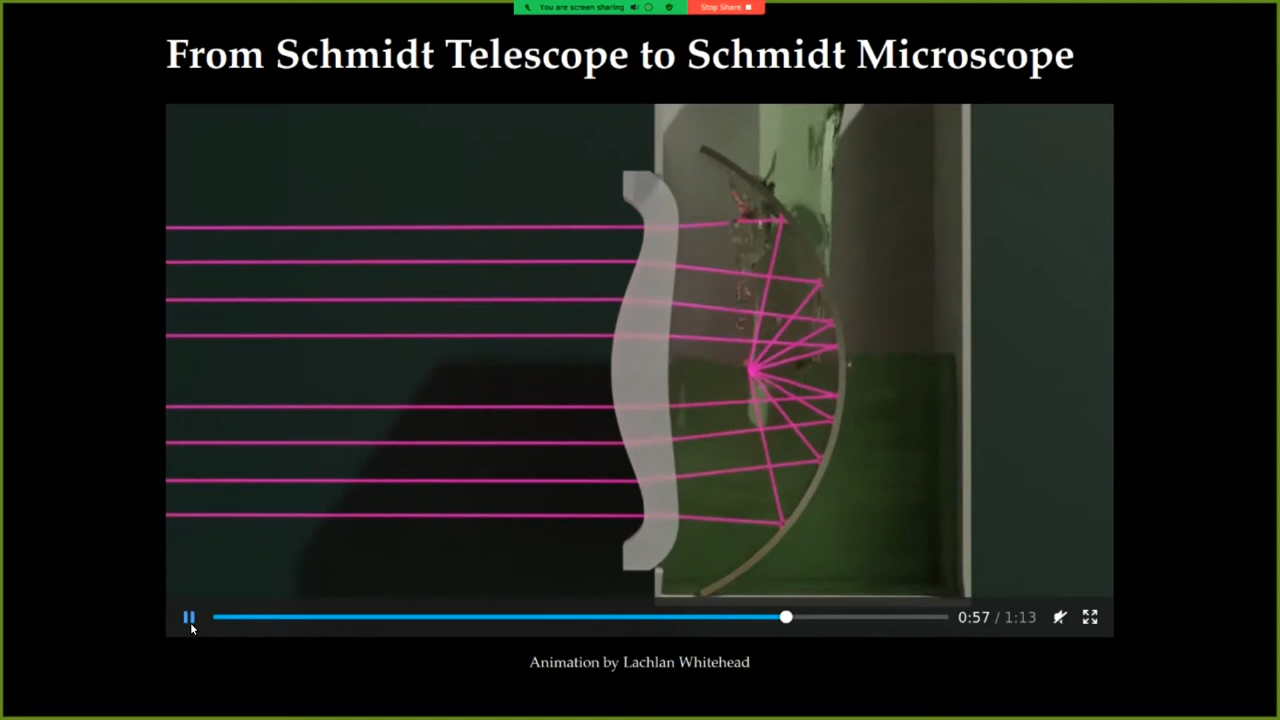 You are screen sharing
Stop Share
From Schmidt Telescope to Schmidt Microscope
0:57 / 1:13
Animation by Lachlan Whitehead